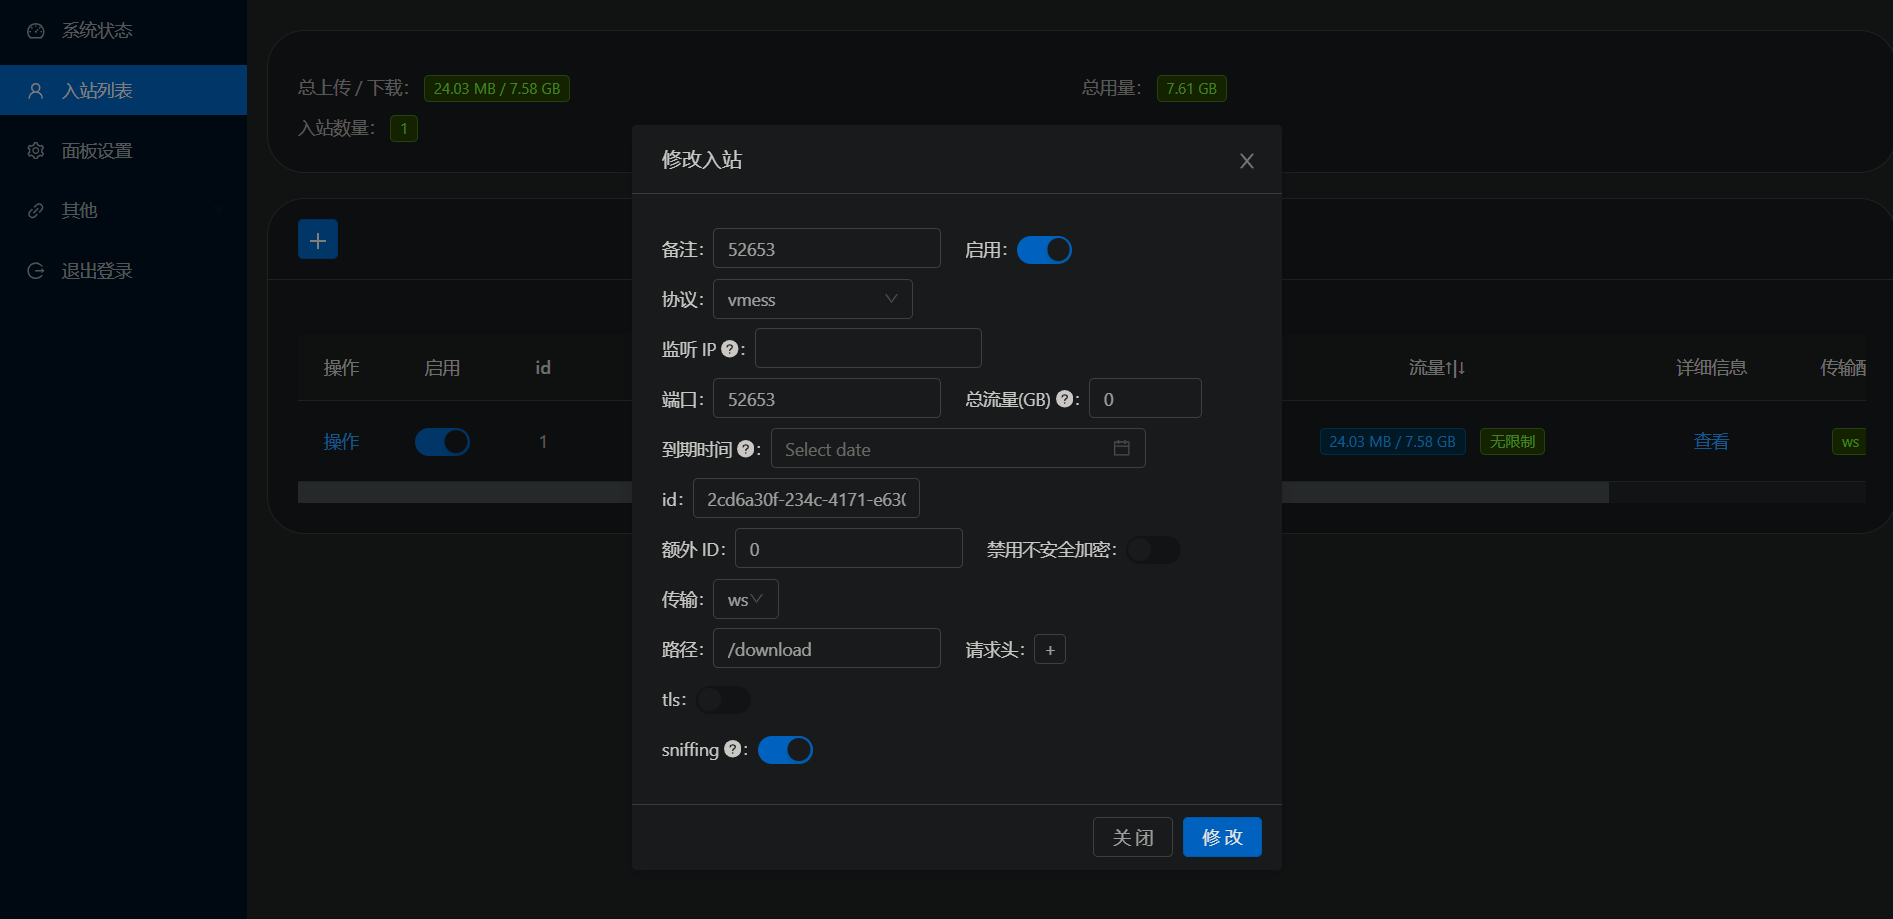 系统状态
入站列表
面板设置
其他
退出登录
总上传 / 下载： 24.03 MB / 7.58 GB
总用量： 7.61 GB
入站数量： 1
+
操作 启用 id 流量↑|↓ 详细信息 传输配
操作 1 24.03 MB / 7.58 GB 无限制 查看 ws
修改入站
备注: 52653 启用:
协议: vmess
监听 IP ? :
端口: 52653 总流量(GB) ? : 0
到期时间 ? : Select date
id: 2cd6a30f-234c-4171-e630
额外 ID: 0 禁用不安全加密:
传输: ws
路径: /download 请求头: +
tls:
sniffing ? :
关 闭 修 改